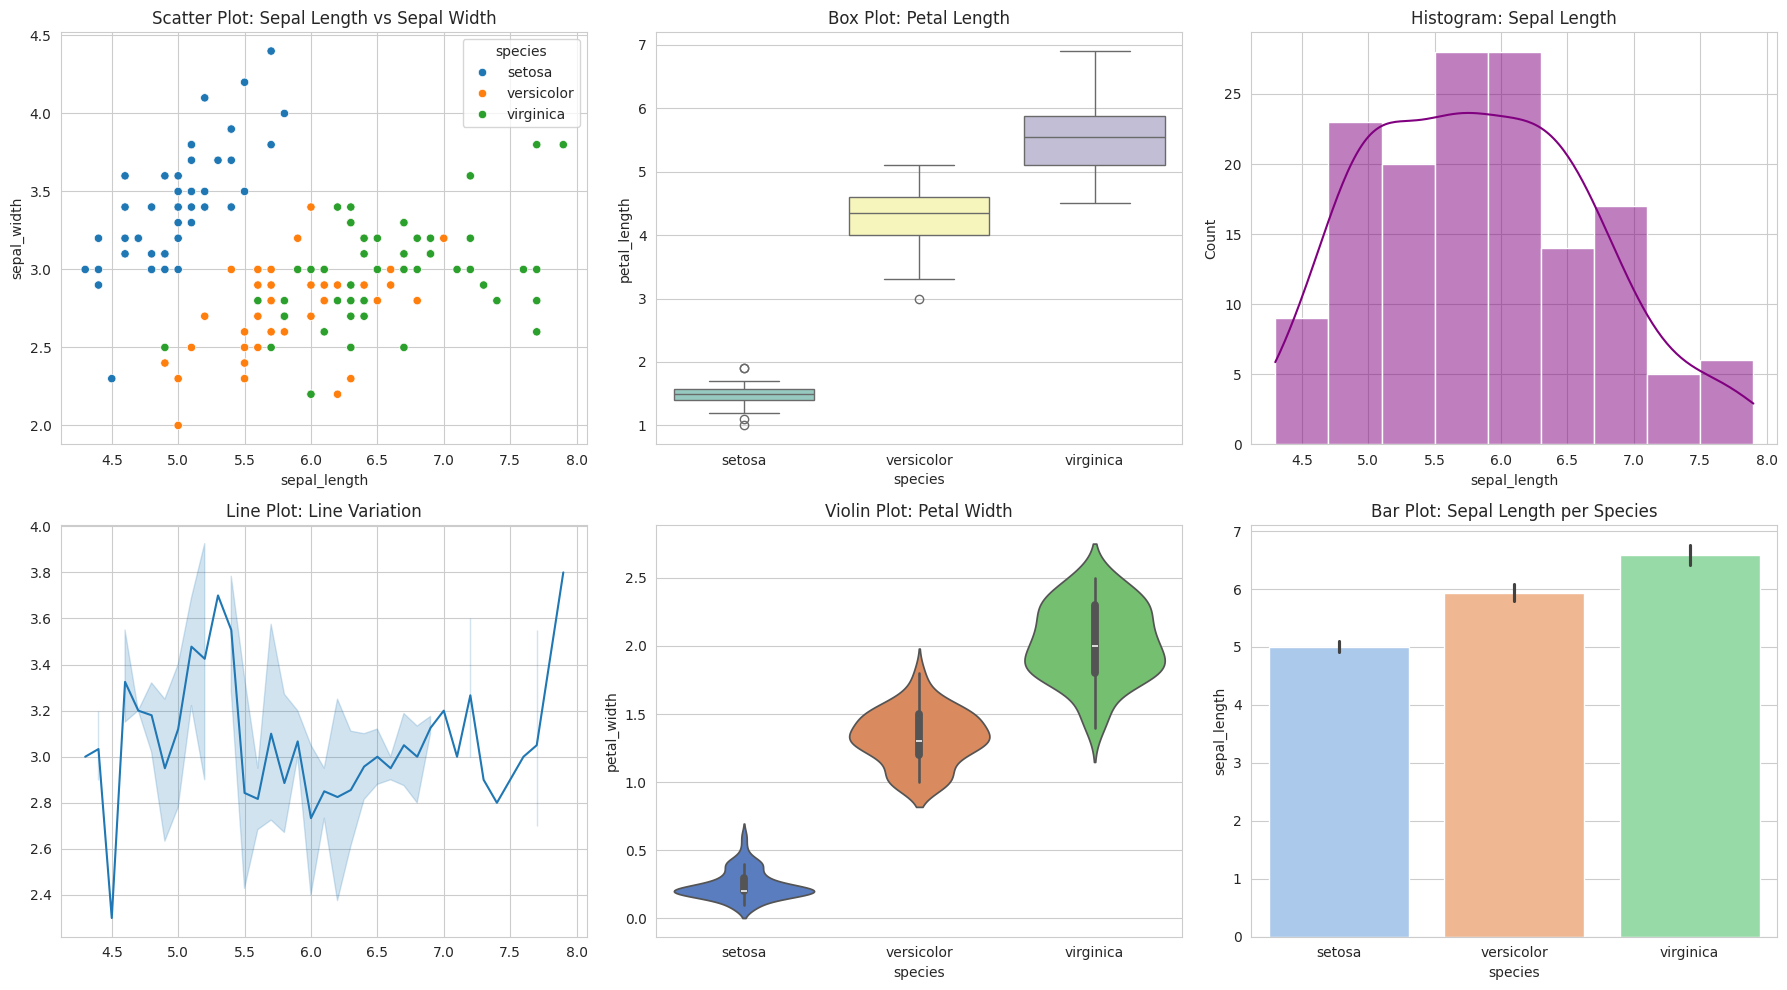 Scatter Plot: Sepal Length vs Sepal Width
4.5
4.0
3.5
3.0
2.5
2.0
sepal_width
species
setosa
versicolor
virginica
4.5 5.0 5.5 6.0 6.5 7.0 7.5 8.0
sepal_length
Box Plot: Petal Length
7
6
5
4
3
2
1
petal_length
setosa versicolor virginica
species
Histogram: Sepal Length
25
20
15
10
5
0
Count
4.5 5.0 5.5 6.0 6.5 7.0 7.5 8.0
sepal_length
Line Plot: Line Variation
4.0
3.8
3.6
3.4
3.2
3.0
2.8
2.6
2.4
4.5 5.0 5.5 6.0 6.5 7.0 7.5 8.0
Violin Plot: Petal Width
2.5
2.0
1.5
1.0
0.5
0.0
petal_width
setosa versicolor virginica
species
Bar Plot: Sepal Length per Species
7
6
5
4
3
2
1
0
sepal_length
setosa versicolor virginica
species